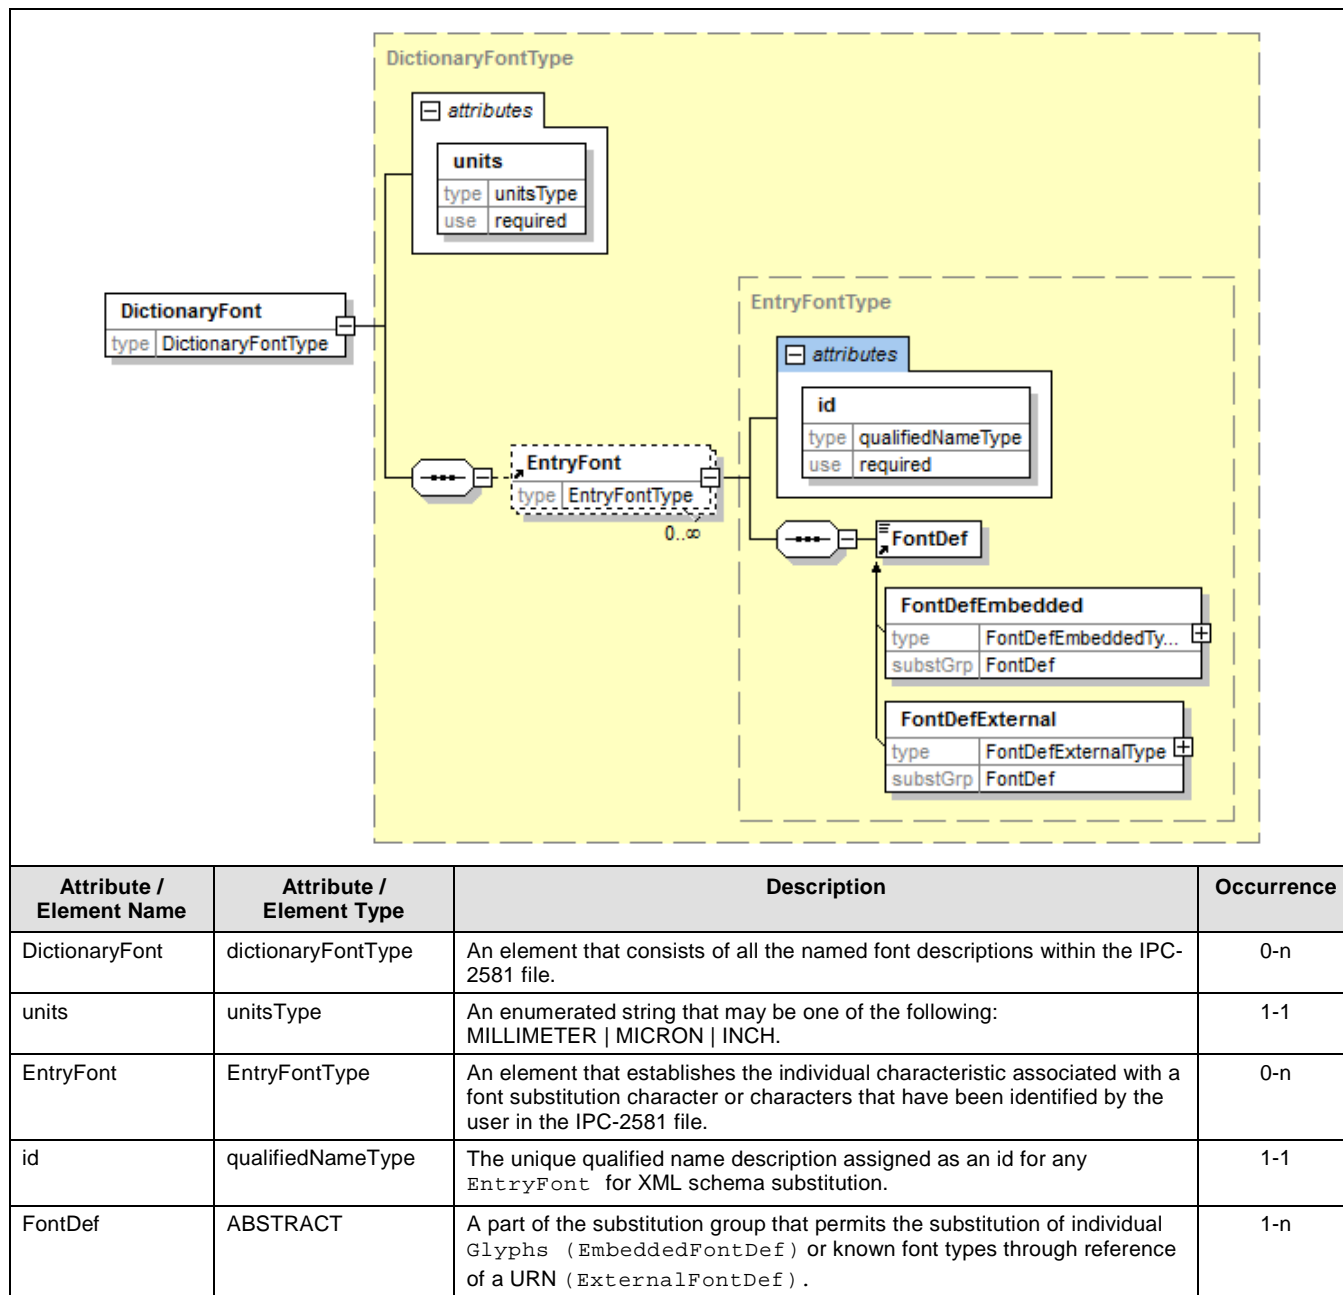 DictionaryFontType
attributes
units
type unitsType
use required
DictionaryFont
type DictionaryFontType
EntryFont
type EntryFontType
0..∞
EntryFontType
attributes
id
type qualifiedNameType
use required
FontDef
FontDefEmbedded
type FontDefEmbeddedTy...
substGrp FontDef
FontDefExternal
type FontDefExternalType
substGrp FontDef
Attribute /
Element Name
Attribute /
Element Type
Description
Occurrence
DictionaryFont
dictionaryFontType
An element that consists of all the named font descriptions within the IPC-
2581 file.
0-n
units
unitsType
An enumerated string that may be one of the following:
MILLIMETER | MICRON | INCH.
1-1
EntryFont
EntryFontType
An element that establishes the individual characteristic associated with a
font substitution character or characters that have been identified by the
user in the IPC-2581 file.
0-n
id
qualifiedNameType
The unique qualified name description assigned as an id for any
EntryFont for XML schema substitution.
1-1
FontDef
ABSTRACT
A part of the substitution group that permits the substitution of individual
Glyphs (EmbeddedFontDef) or known font types through reference
of a URN (ExternalFontDef).
1-n